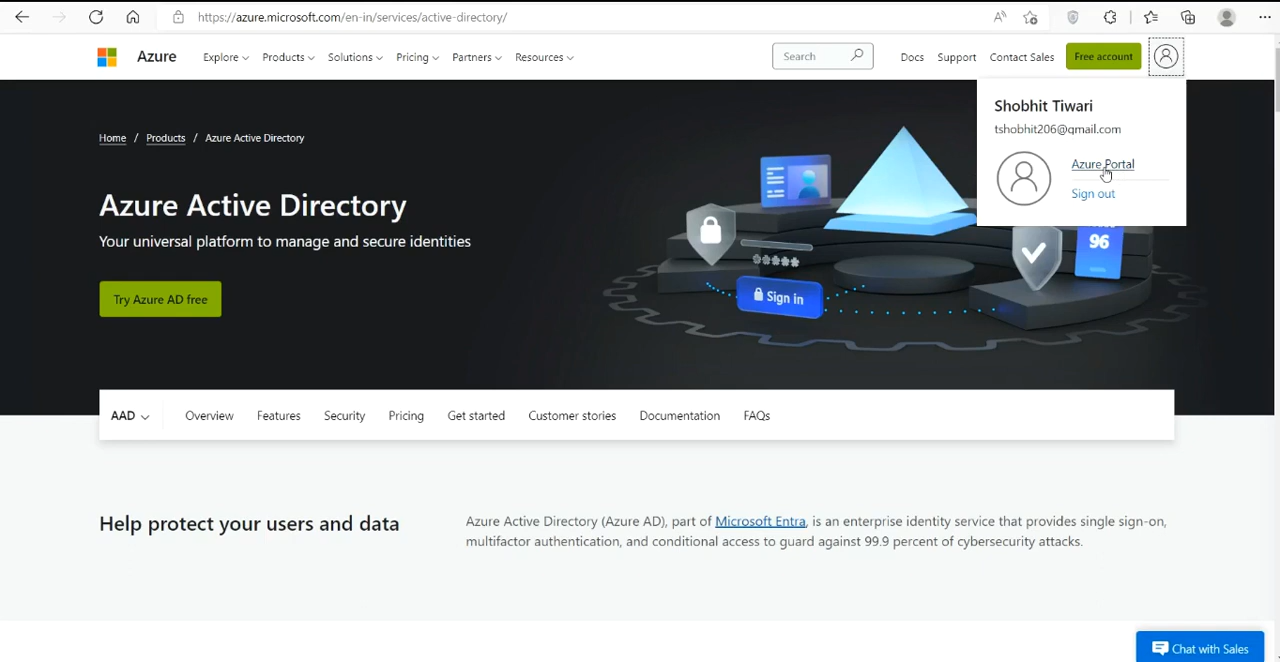 https://azure.microsoft.com/en-in/services/active-directory/
Azure
Explore
Products
Solutions
Pricing
Partners
Resources
Search
Docs
Support
Contact Sales
Free account
Shobhit Tiwari
tshobhit206@gmail.com
Azure Portal
Sign out
Home / Products / Azure Active Directory
Azure Active Directory
Your universal platform to manage and secure identities
Try Azure AD free
96
Sign in
AAD
Overview
Features
Security
Pricing
Get started
Customer stories
Documentation
FAQs
Help protect your users and data
Azure Active Directory (Azure AD), part of Microsoft Entra, is an enterprise identity service that provides single sign-on,
multifactor authentication, and conditional access to guard against 99.9 percent of cybersecurity attacks.
Chat with Sales